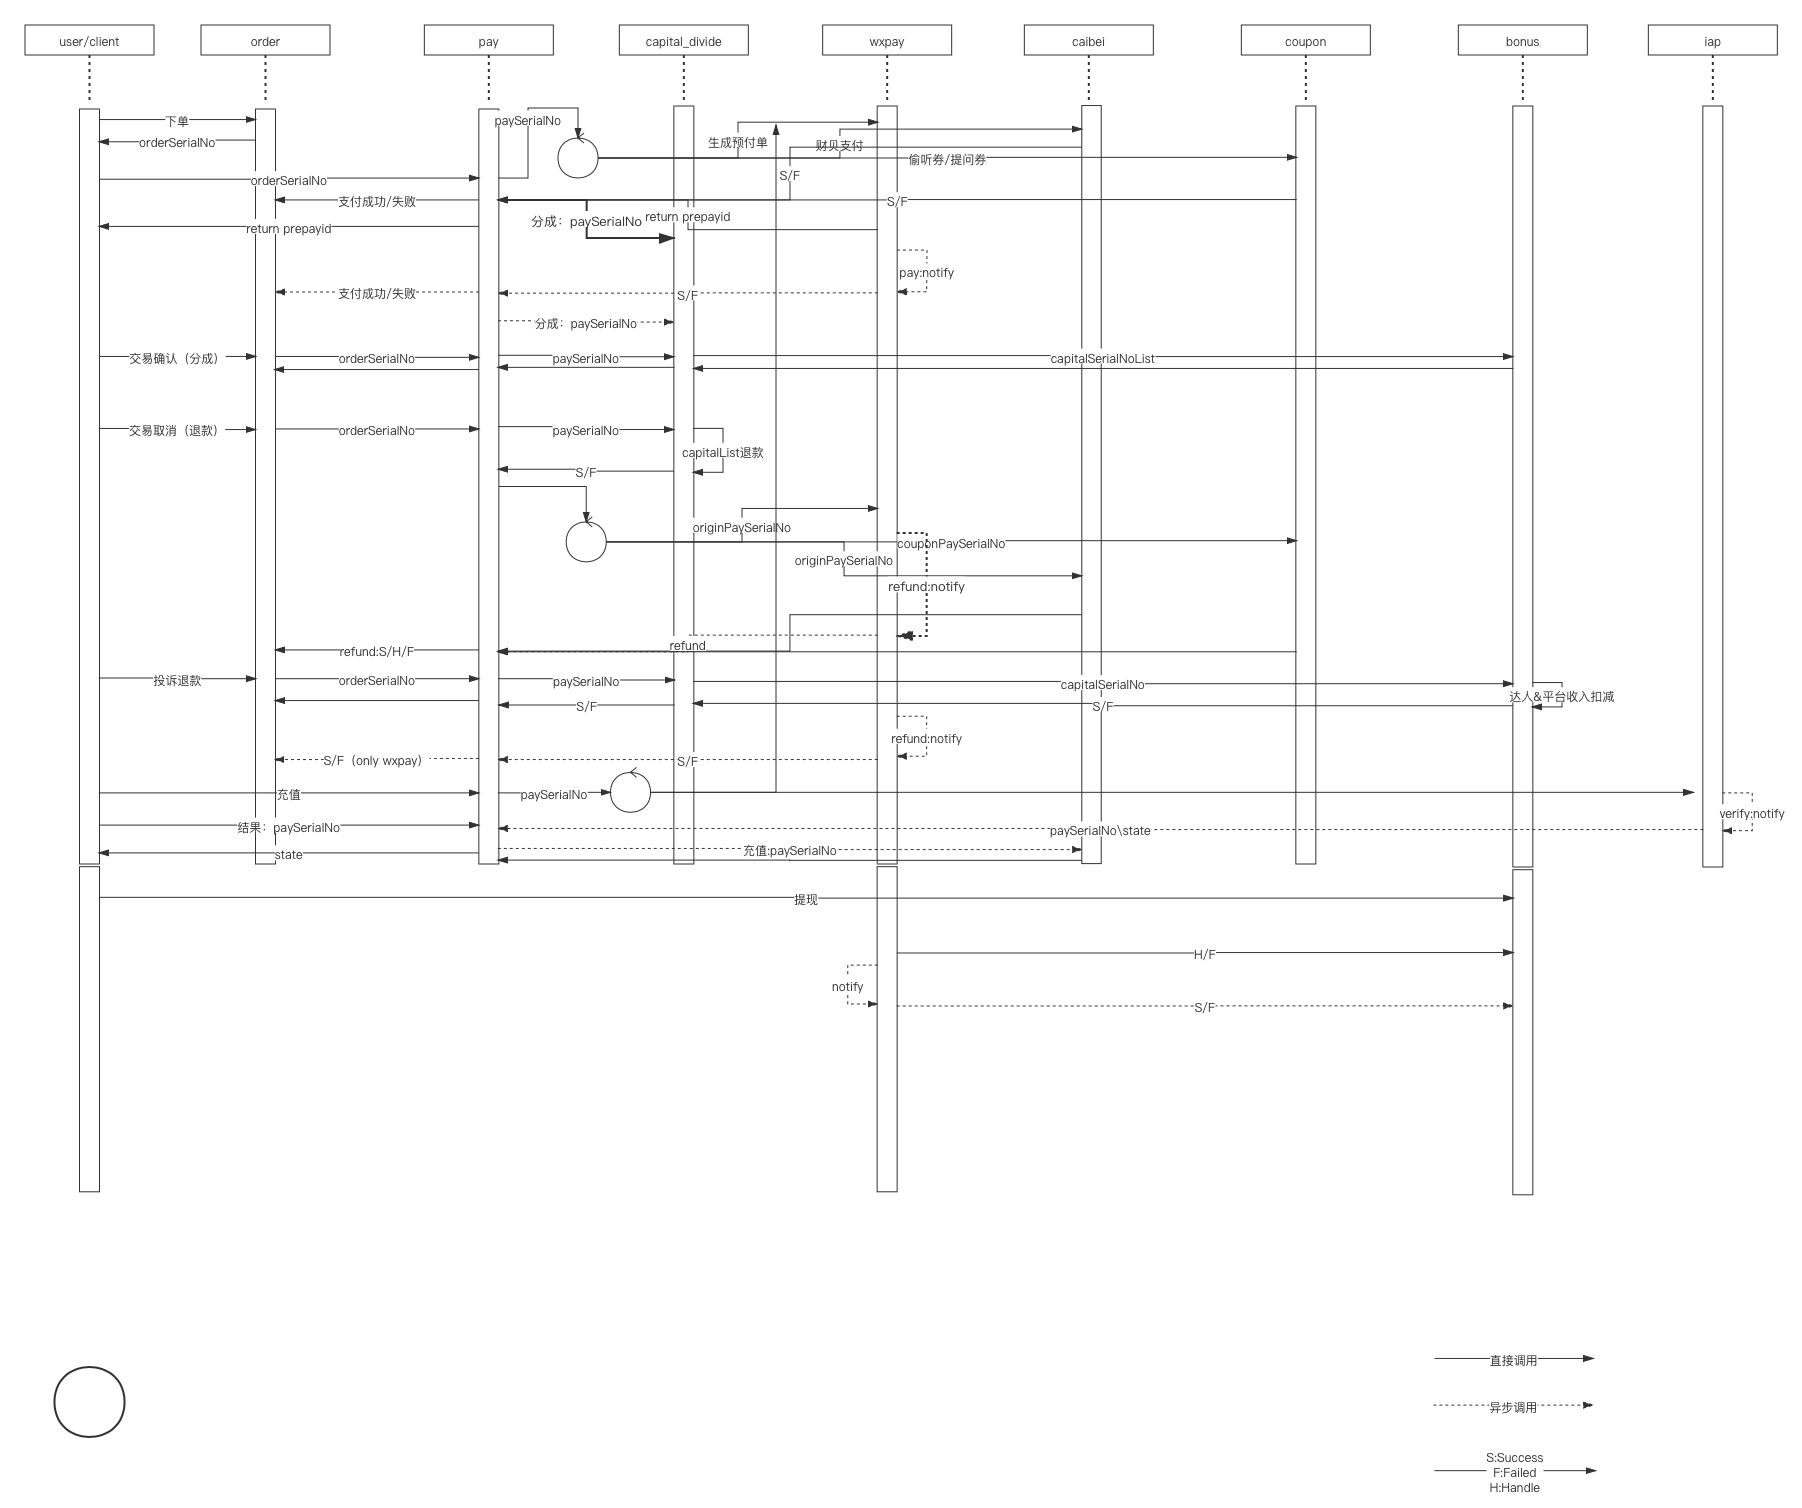 user/client
order
pay
capital_divide
wxpay
caibei
coupon
bonus
iap
下单
paySerialNo
orderSerialNo
生成预付单
财贝支付
偷听券/提问券
S/F
orderSerialNo
支付成功/失败
S/F
分成：paySerialNo
return prepayid
return prepayid
pay:notify
支付成功/失败
S/F
分成：paySerialNo
交易确认（分成）
orderSerialNo
paySerialNo
capitalSerialNoList
交易取消（退款）
orderSerialNo
paySerialNo
capitalList退款
S/F
originPaySerialNo
couponPaySerialNo
originPaySerialNo
refund:notify
refund
refund:S/H/F
投诉退款
orderSerialNo
paySerialNo
capitalSerialNo
达人&平台收入扣减
S/F
S/F
refund:notify
S/F（only wxpay）
S/F
充值
paySerialNo
verify:notify
结果：paySerialNo
paySerialNo\state
state
充值:paySerialNo
提现
H/F
notify
S/F
直接调用
异步调用
S:Success
F:Failed
H:Handle